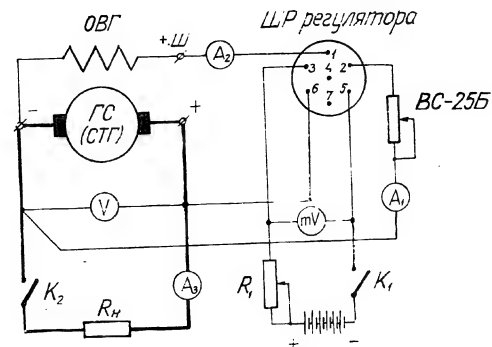 ОВГ
ШР регулятора
+Ш
A₂
1
3 4 2
6 5
7
ВС-25Б
- ГС +
(СТГ)
V
mV
A₁
K₂
Rн
A₃
R₁
K₁
+ -